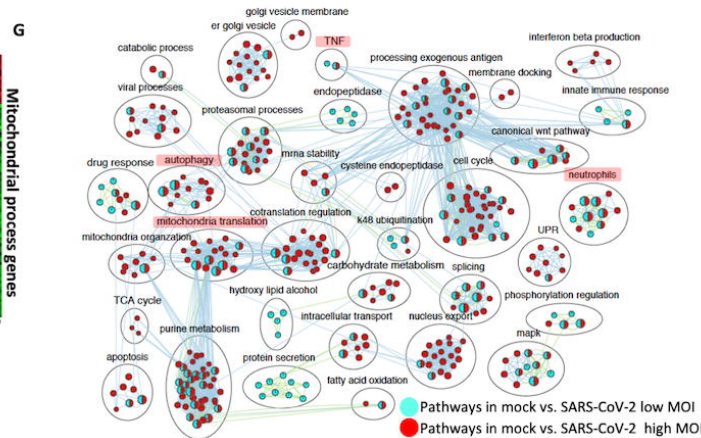 G
Mitochondrial process genes
golgi vesicle membrane
er golgi vesicle
TNF
catabolic process
processing exogenous antigen
interferon beta production
membrane docking
viral processes
endopeptidase
innate immune response
proteasomal processes
canonical wnt pathway
drug response
autophagy
mrna stability
cysteine endopeptidase
cell cycle
neutrophils
mitochondria translation
cotranslation regulation
k48 ubiquitination
mitochondria organzation
UPR
carbohydrate metabolism
splicing
TCA cycle
hydroxy lipid alcohol
phosphorylation regulation
purine metabolism
intracellular transport
nucleus export
mapk
apoptosis
protein secretion
fatty acid oxidation
Pathways in mock vs. SARS-CoV-2 low MOI
Pathways in mock vs. SARS-CoV-2 high MOI